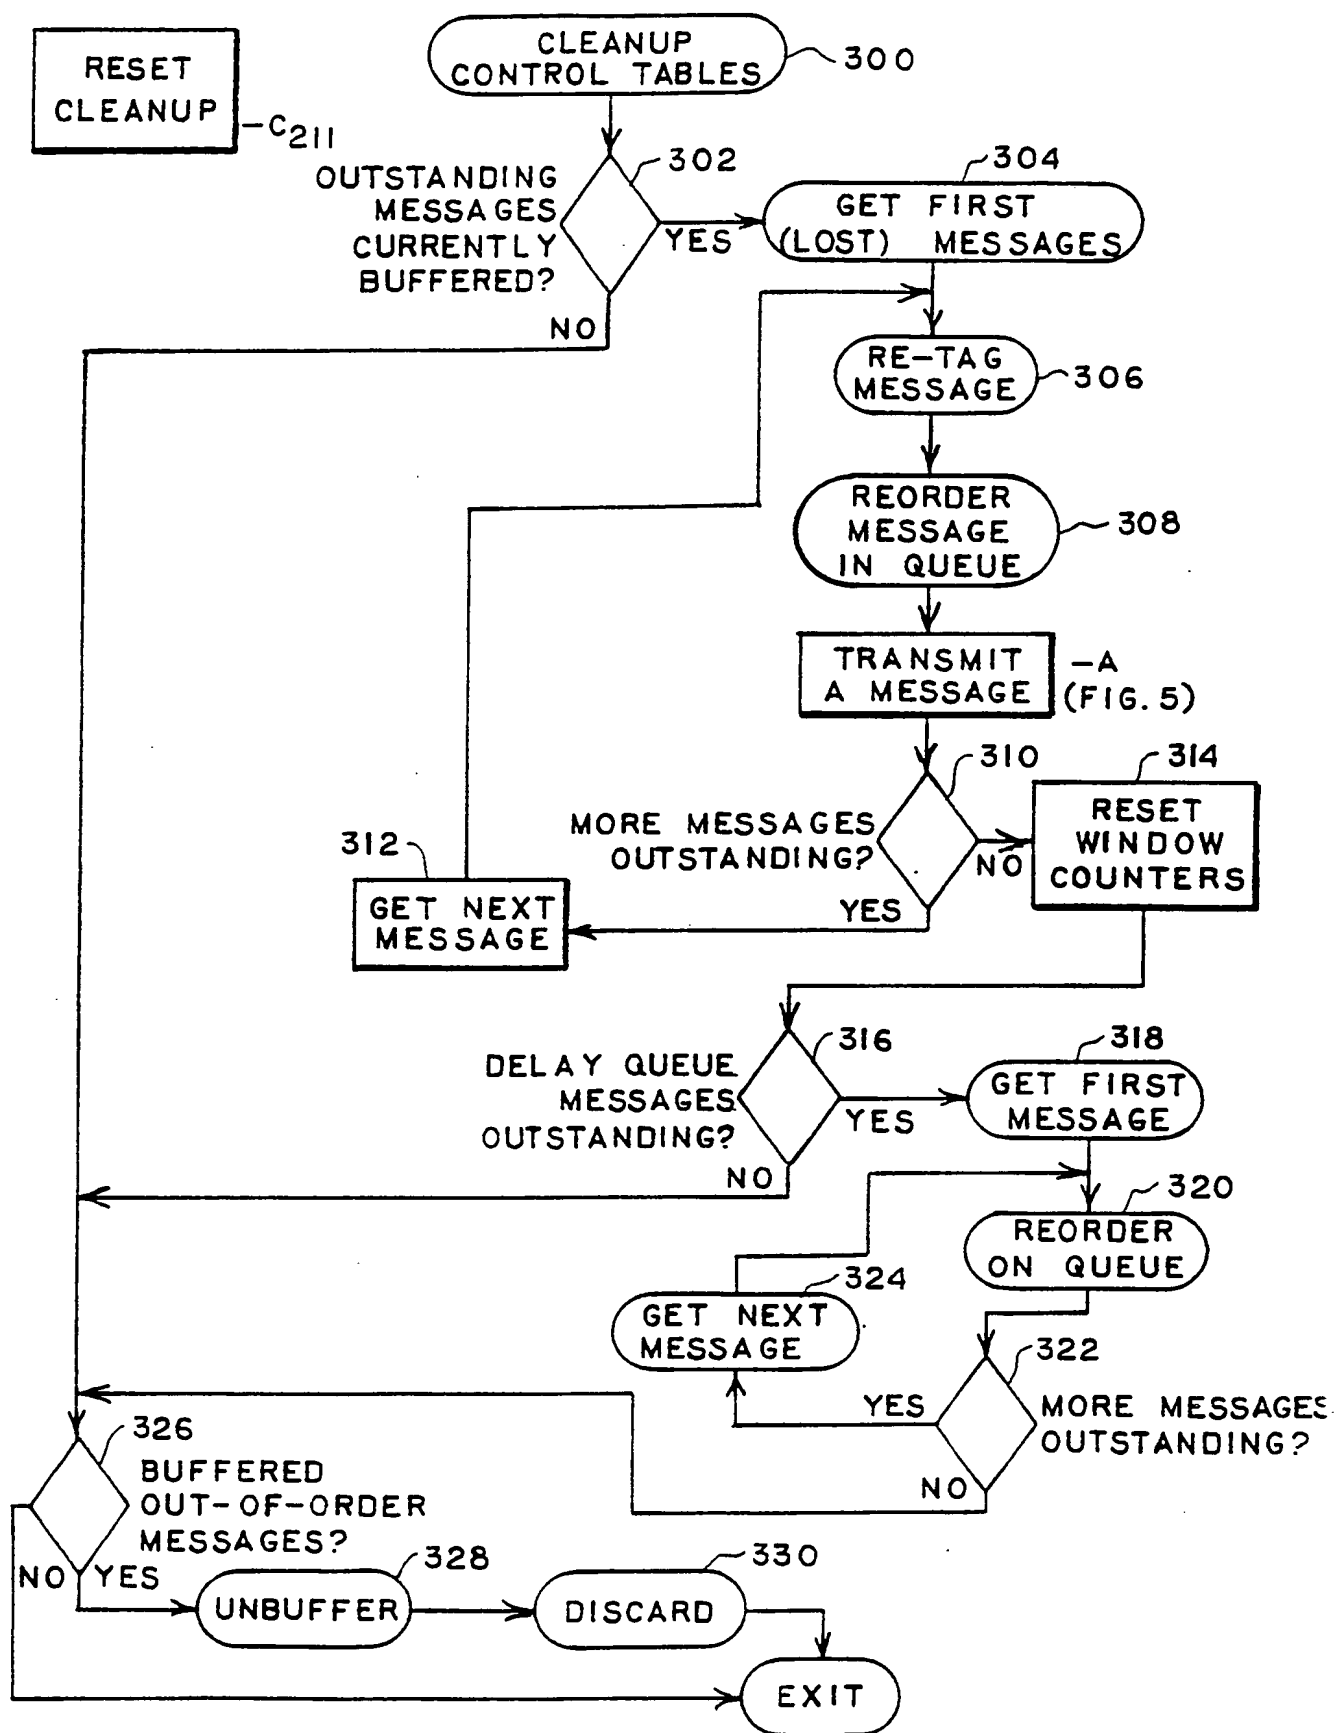 RESET
CLEANUP
-C211
CLEANUP
CONTROL TABLES
300
302
OUTSTANDING
MESSAGES
CURRENTLY
BUFFERED?
YES
NO
304
GET FIRST
(LOST) MESSAGES
RE-TAG
MESSAGE
306
REORDER
MESSAGE
IN QUEUE
308
TRANSMIT
A MESSAGE
-A
(FIG. 5)
310
MORE MESSAGES
OUTSTANDING?
NO
YES
314
RESET
WINDOW
COUNTERS
312
GET NEXT
MESSAGE
316
DELAY QUEUE
MESSAGES
OUTSTANDING?
YES
NO
318
GET FIRST
MESSAGE
320
REORDER
ON QUEUE
324
GET NEXT
MESSAGE
322
MORE MESSAGES
OUTSTANDING?
YES
NO
326
BUFFERED
OUT-OF-ORDER
MESSAGES?
NO
YES
328
UNBUFFER
330
DISCARD
EXIT